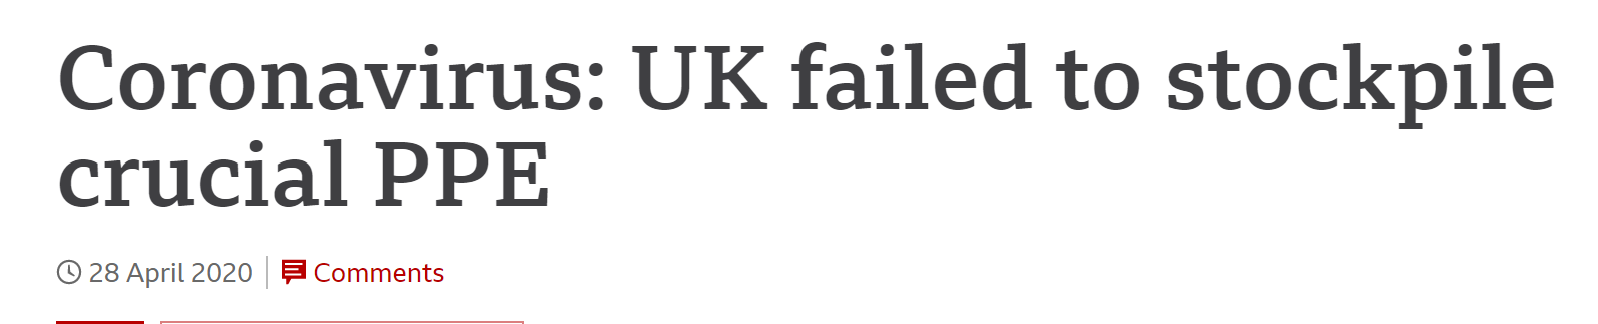 Coronavirus: UK failed to stockpile
crucial PPE
28 April 2020 Comments